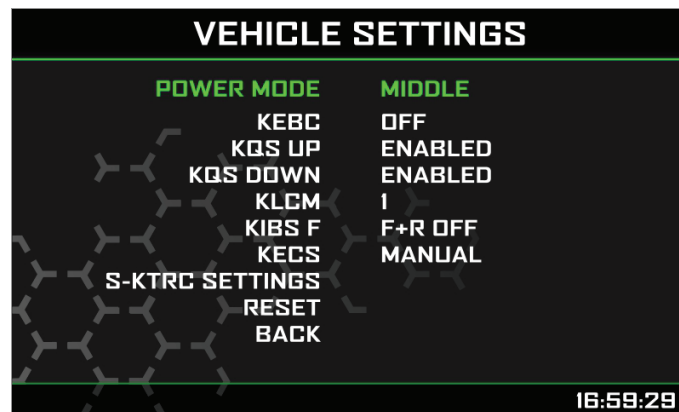 VEHICLE SETTINGS
POWER MODE MIDDLE
KEBC OFF
KQS UP ENABLED
KQS DOWN ENABLED
KLCM 1
KIBS F F+R OFF
KECS MANUAL
S-KTRC SETTINGS
RESET
BACK
16:59:29